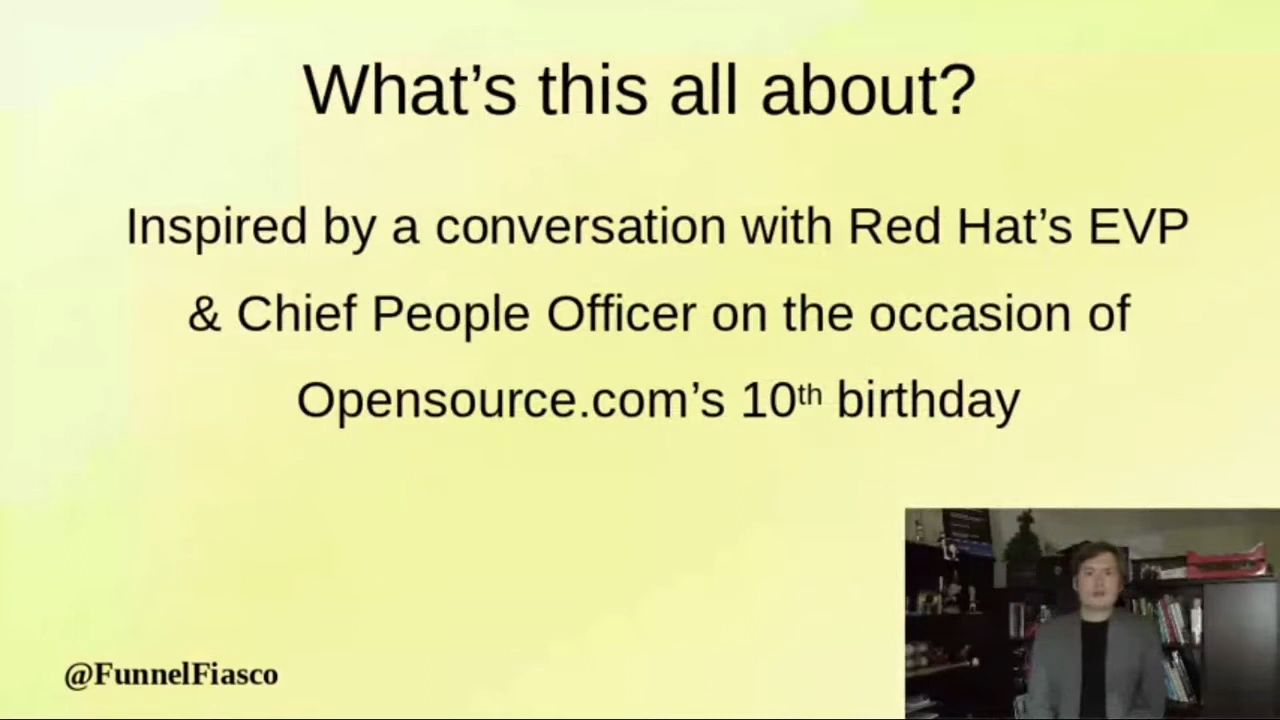 What’s this all about?
Inspired by a conversation with Red Hat’s EVP
& Chief People Officer on the occasion of
Opensource.com’s 10th birthday
@FunnelFiasco